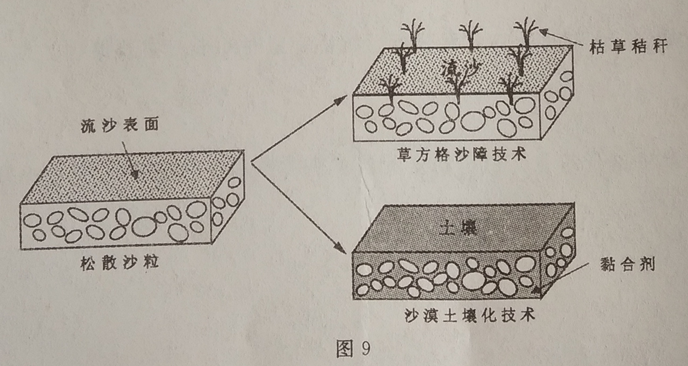 流沙表面
松散沙粒
流沙
枯草秸秆
草方格沙障技术
土壤
黏合剂
沙漠土壤化技术
图9